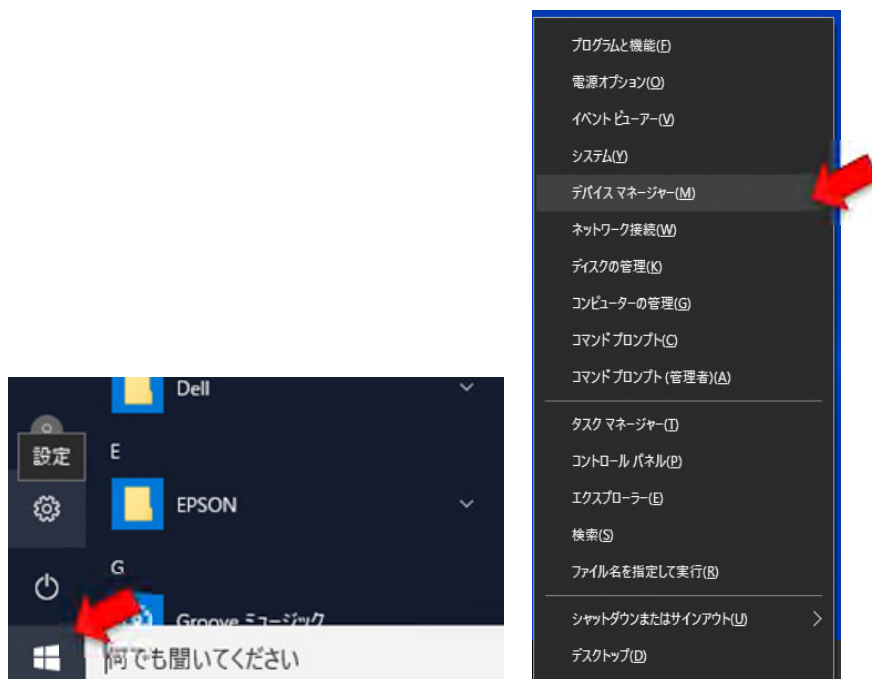 Dell
設定
E
EPSON
G
Groove ミュージック
何でも聞いてください
プログラムと機能(F)
電源オプション(O)
イベント ビューアー(V)
システム(Y)
デバイス マネージャー(M)
ネットワーク接続(W)
ディスクの管理(K)
コンピューターの管理(G)
コマンド プロンプト(C)
コマンド プロンプト (管理者)(A)
タスク マネージャー(T)
コントロール パネル(P)
エクスプローラー(E)
検索(S)
ファイル名を指定して実行(R)
シャットダウンまたはサインアウト(U)
デスクトップ(D)